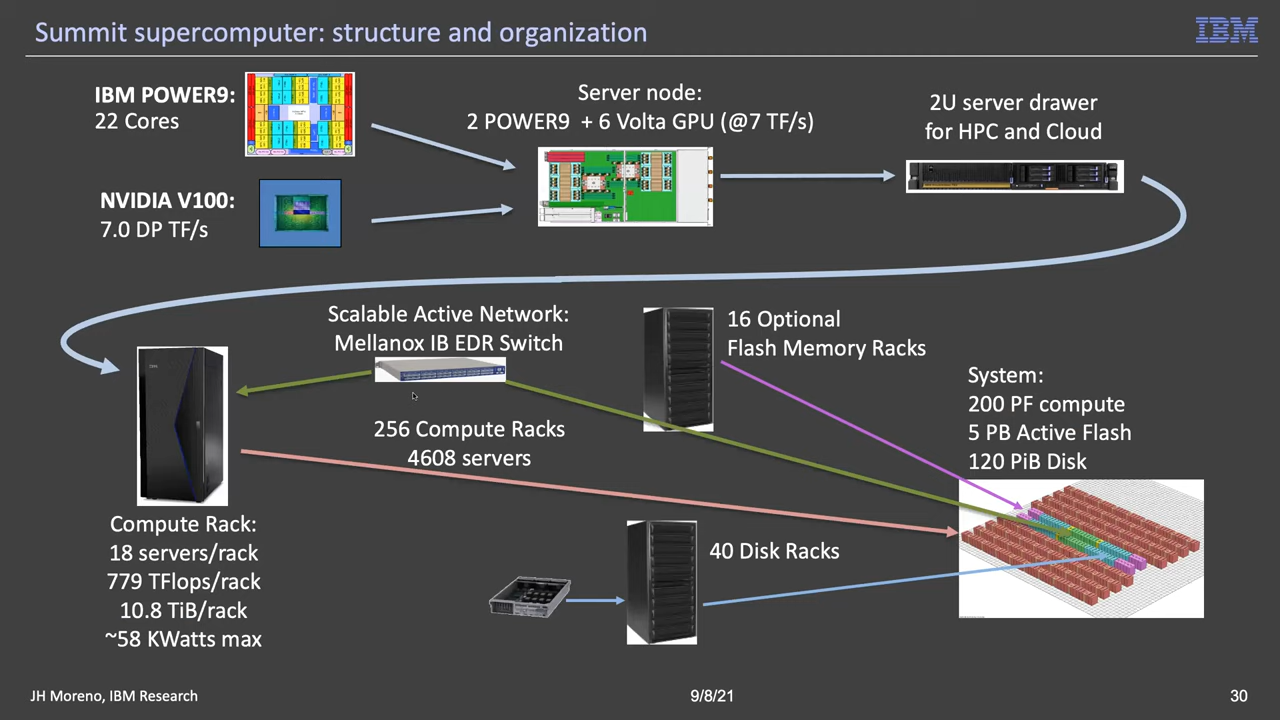 Summit supercomputer: structure and organization
IBM
IBM POWER9:
22 Cores
NVIDIA V100:
7.0 DP TF/s
Server node:
2 POWER9 + 6 Volta GPU (@7 TF/s)
2U server drawer
for HPC and Cloud
Scalable Active Network:
Mellanox IB EDR Switch
256 Compute Racks
4608 servers
16 Optional
Flash Memory Racks
System:
200 PF compute
5 PB Active Flash
120 PiB Disk
Compute Rack:
18 servers/rack
779 TFlops/rack
10.8 TiB/rack
~58 KWatts max
40 Disk Racks
JH Moreno, IBM Research
9/8/21
30